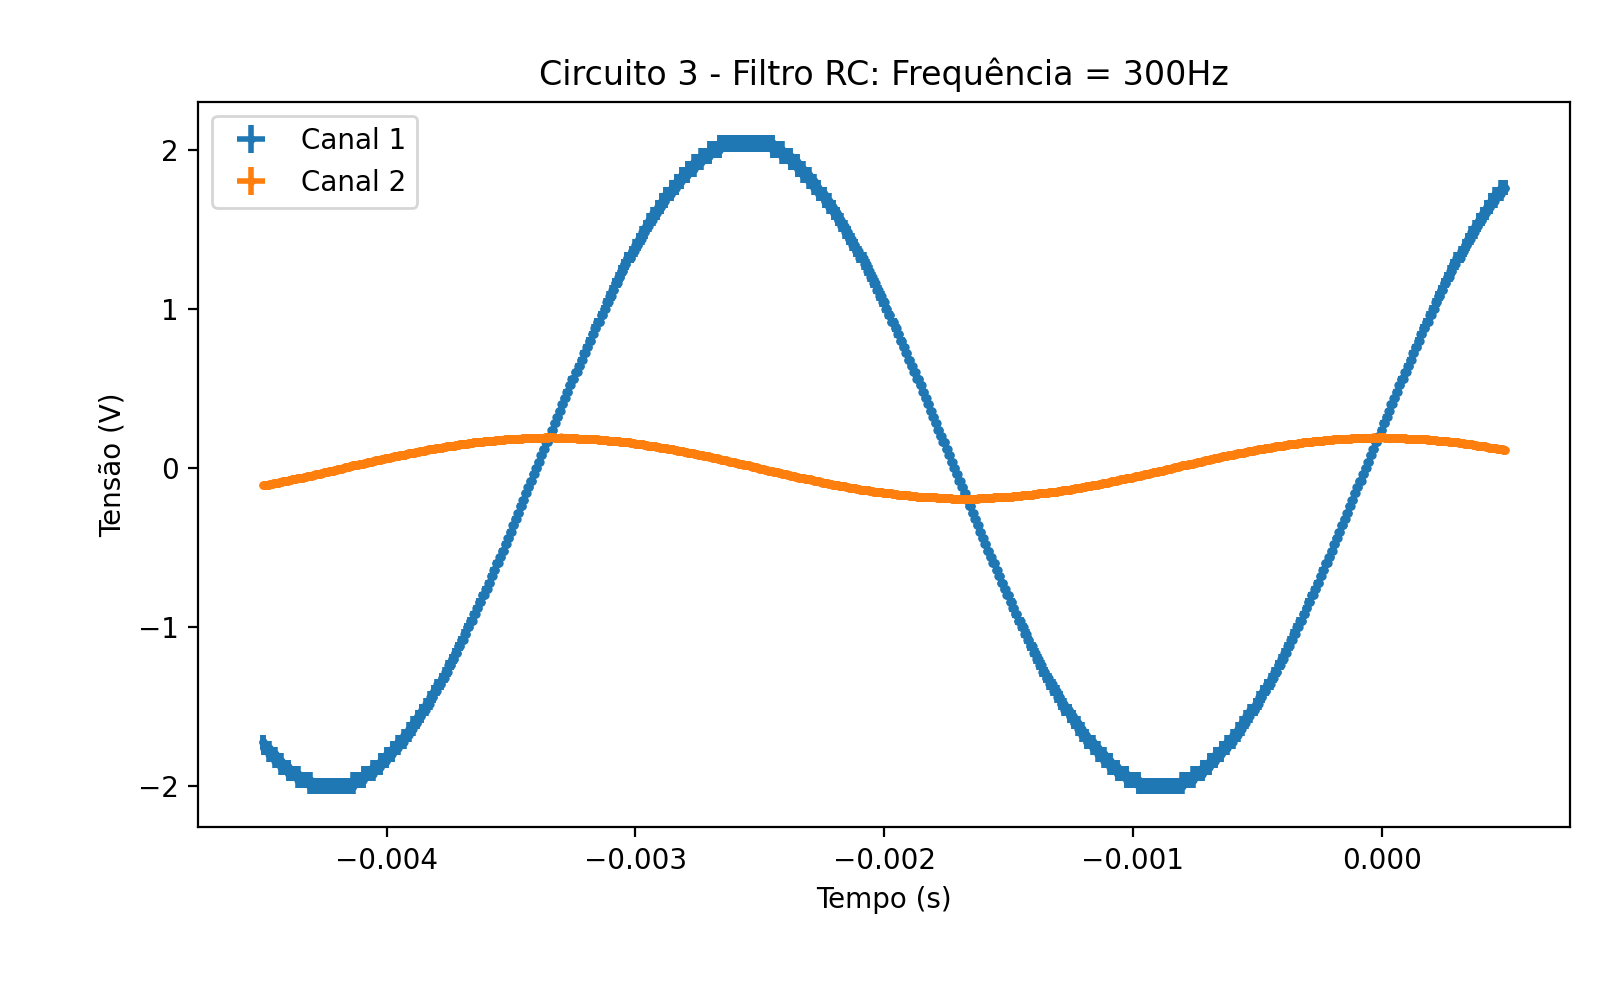 Circuito 3 - Filtro RC: Frequência = 300Hz
Canal 1
Canal 2
2
1
0
−1
−2
Tensão (V)
−0.004
−0.003
−0.002
−0.001
0.000
Tempo (s)